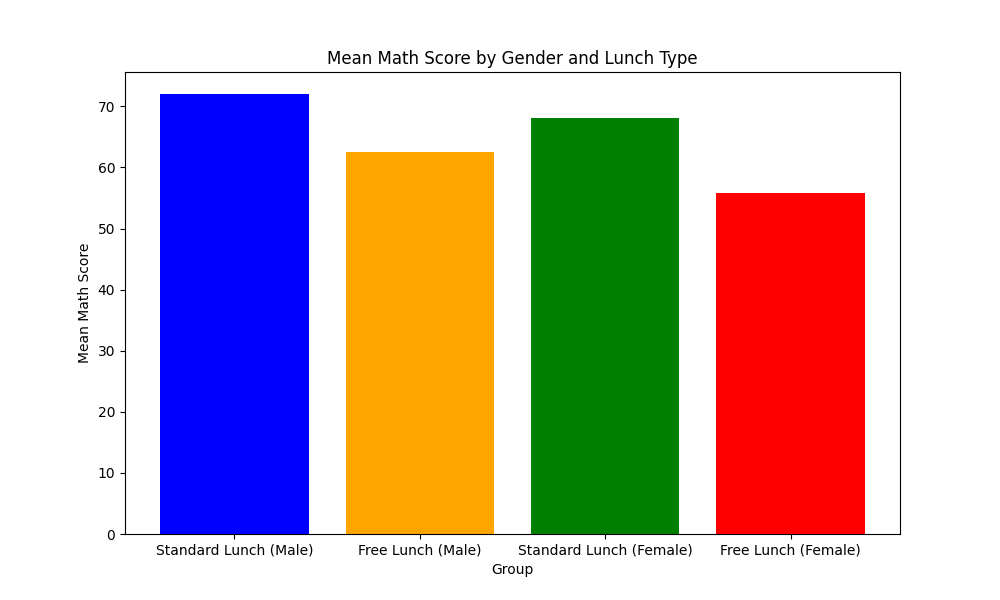 Mean Math Score by Gender and Lunch Type
Mean Math Score
70
60
50
40
30
20
10
0
Standard Lunch (Male) Free Lunch (Male) Standard Lunch (Female) Free Lunch (Female)
Group